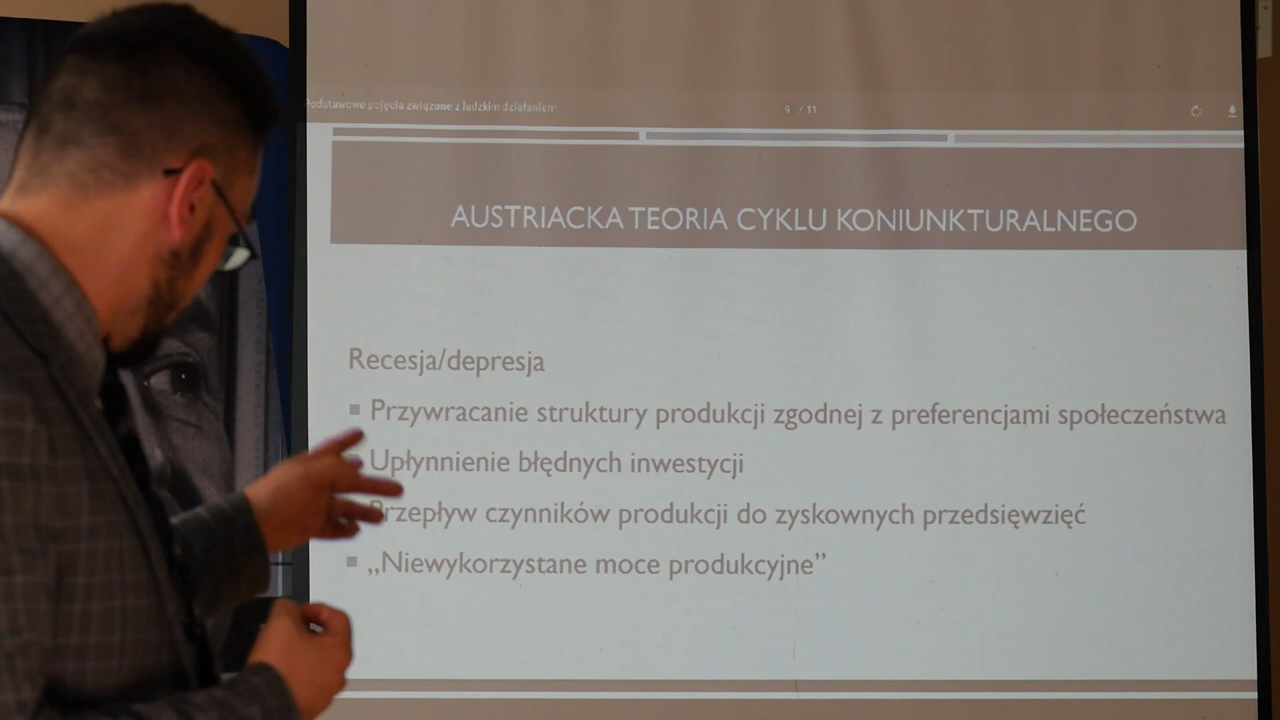 Podstawowe pojęcia związane z ludzkim działaniem
9 / 11
AUSTRIACKA TEORIA CYKLU KONIUNKTURALNEGO
Recesja/depresja
▪ Przywracanie struktury produkcji zgodnej z preferencjami społeczeństwa
▪ Upłynnienie błędnych inwestycji
Przepływ czynników produkcji do zyskownych przedsięwzięć
▪ „Niewykorzystane moce produkcyjne”